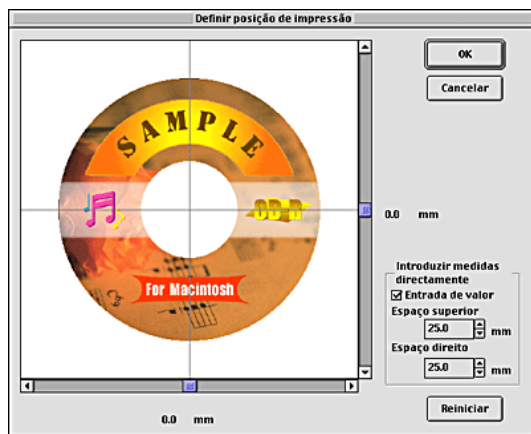 Definir posição de impressão
OK
Cancelar
SAMPLE
CD-R
For Macintosh
0.0 mm
Introduzir medidas
directamente
Entrada de valor
Espaço superior
25.0 mm
Espaço direito
25.0 mm
Reiniciar
0.0 mm